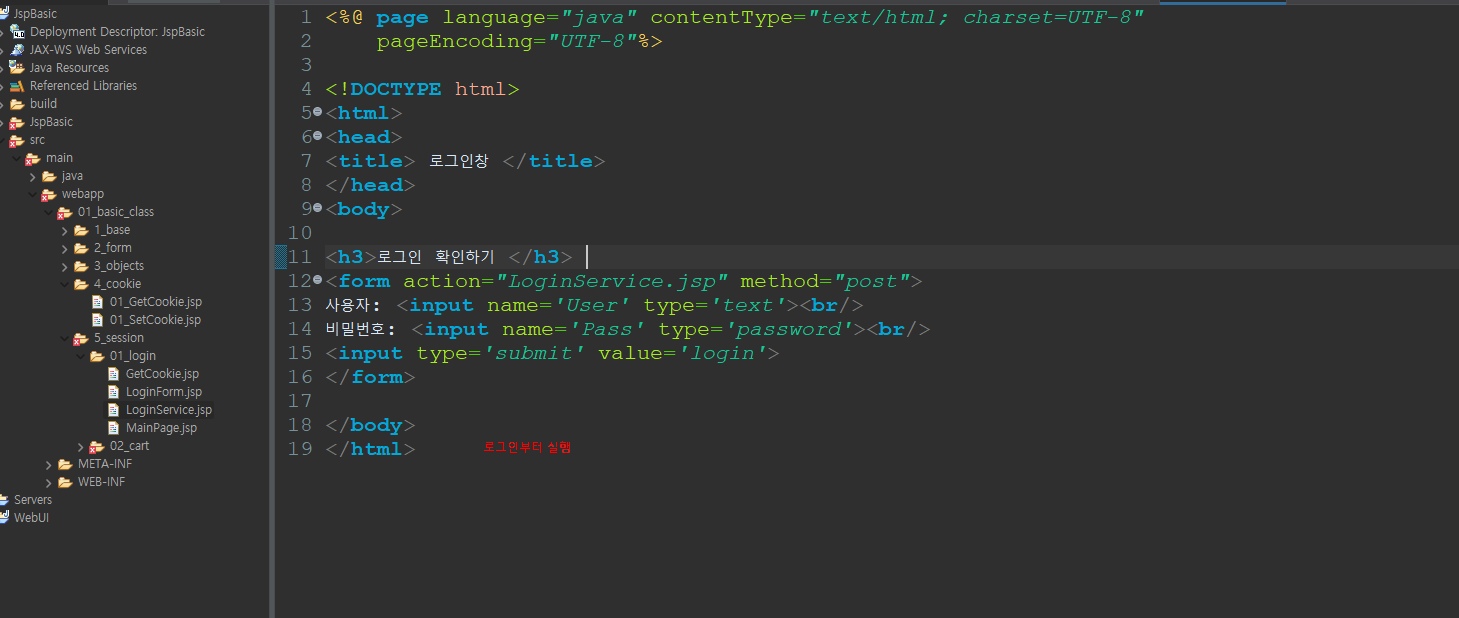 JspBasic
Deployment Descriptor: JspBasic
JAX-WS Web Services
Java Resources
Referenced Libraries
build
JspBasic
src
main
java
webapp
01_basic_class
1_base
2_form
3_objects
4_cookie
01_GetCookie.jsp
01_SetCookie.jsp
5_session
01_login
GetCookie.jsp
LoginForm.jsp
LoginService.jsp
MainPage.jsp
02_cart
META-INF
WEB-INF
Servers
WebUI
1 <%@ page language="java" contentType="text/html; charset=UTF-8"
2 pageEncoding="UTF-8"%>
3
4 <!DOCTYPE html>
5 <html>
6 <head>
7 <title> 로그인창 </title>
8 </head>
9 <body>
10
11 <h3>로그인 확인하기 </h3>
12 <form action="LoginService.jsp" method="post">
13 사용자: <input name='User' type='text'><br/>
14 비밀번호: <input name='Pass' type='password'><br/>
15 <input type='submit' value='login'>
16 </form>
17
18 </body>
19 </html>
로그인부터 실행